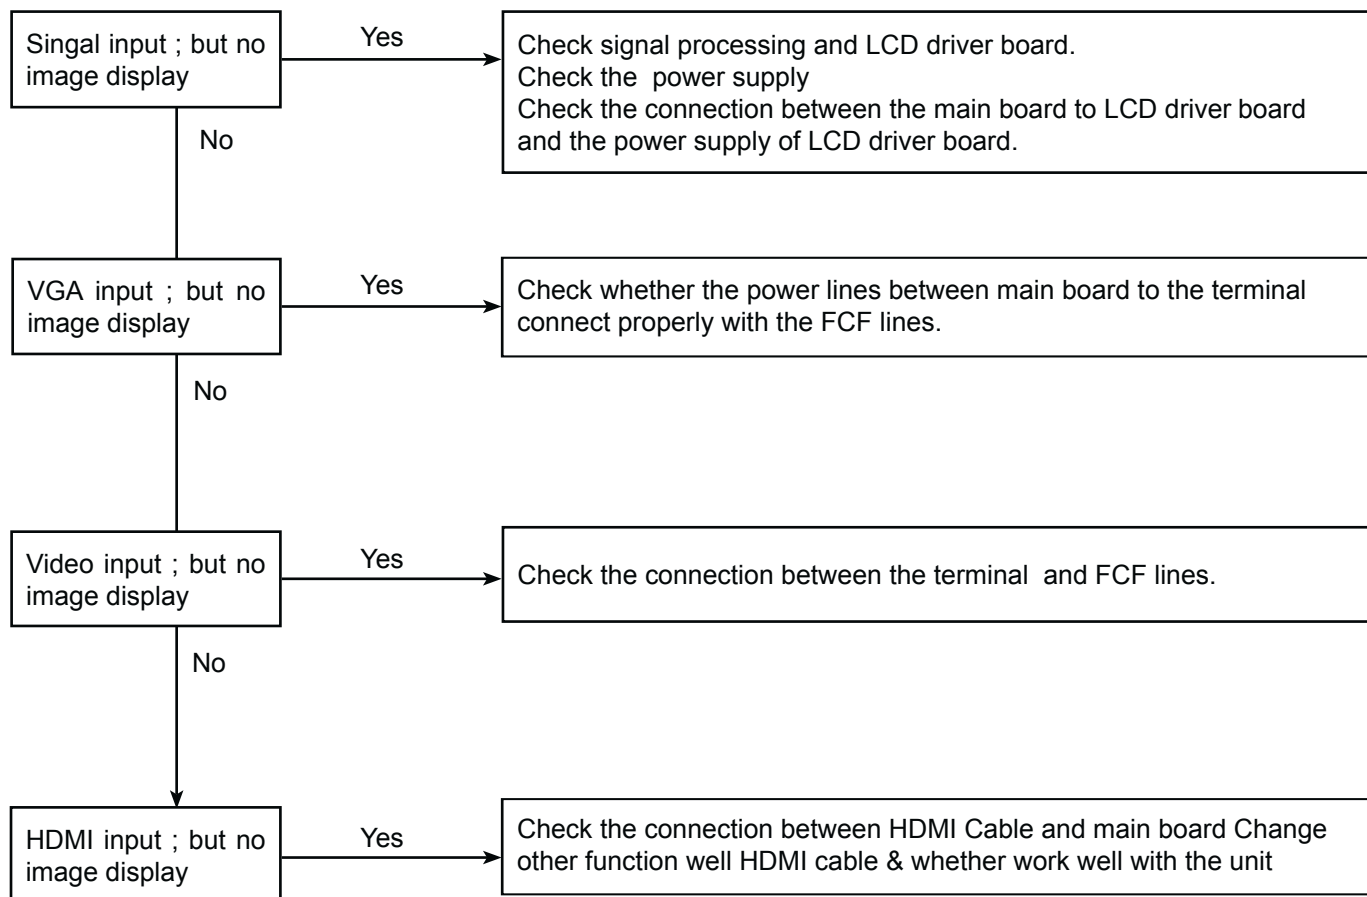 Singal input ; but no
image display
Yes
Check signal processing and LCD driver board.
Check the power supply
Check the connection between the main board to LCD driver board
and the power supply of LCD driver board.
No
VGA input ; but no
image display
Yes
Check whether the power lines between main board to the terminal
connect properly with the FCF lines.
No
Video input ; but no
image display
Yes
Check the connection between the terminal and FCF lines.
No
HDMI input ; but no
image display
Yes
Check the connection between HDMI Cable and main board Change
other function well HDMI cable & whether work well with the unit